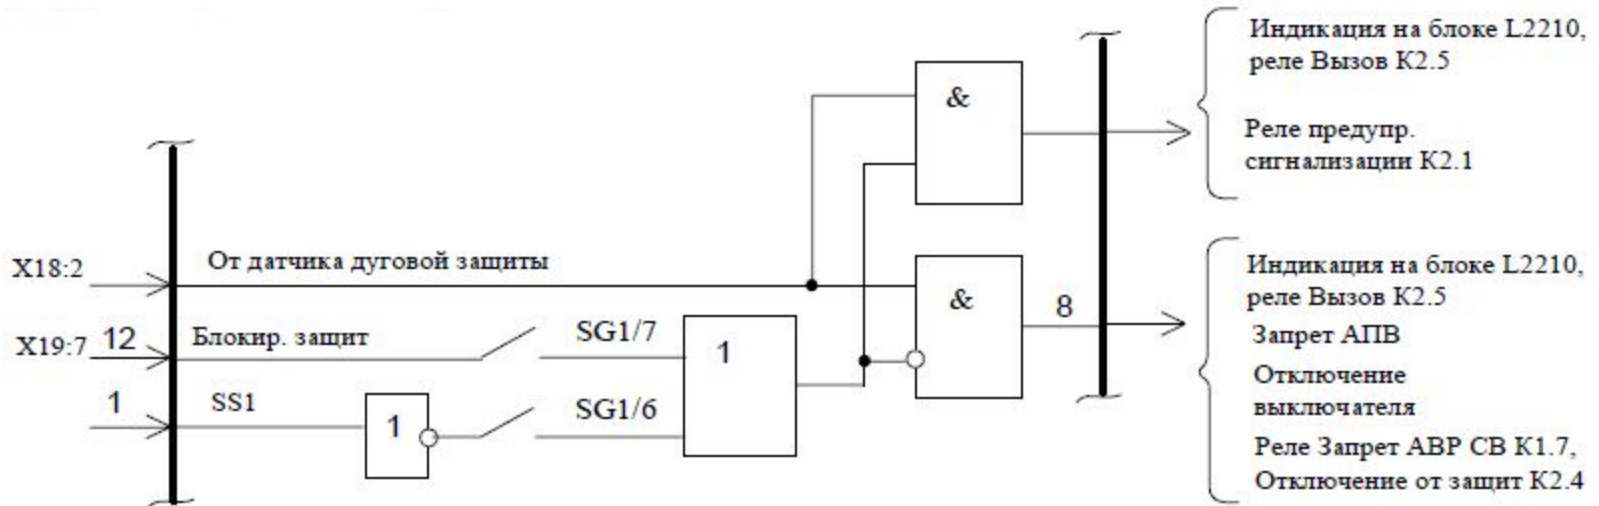 Индикация на блоке L2210,
реле Вызов К2.5
&
Реле предупр.
сигнализации К2.1
X18:2
От датчика дуговой защиты
&
8
Индикация на блоке L2210,
реле Вызов К2.5
Запрет АПВ
Отключение
выключателя
Реле Запрет АВР СВ К1.7,
Отключение от защит К2.4
X19:7
12
Блокир. защит
SG1/7
1
1
SS1
1
SG1/6